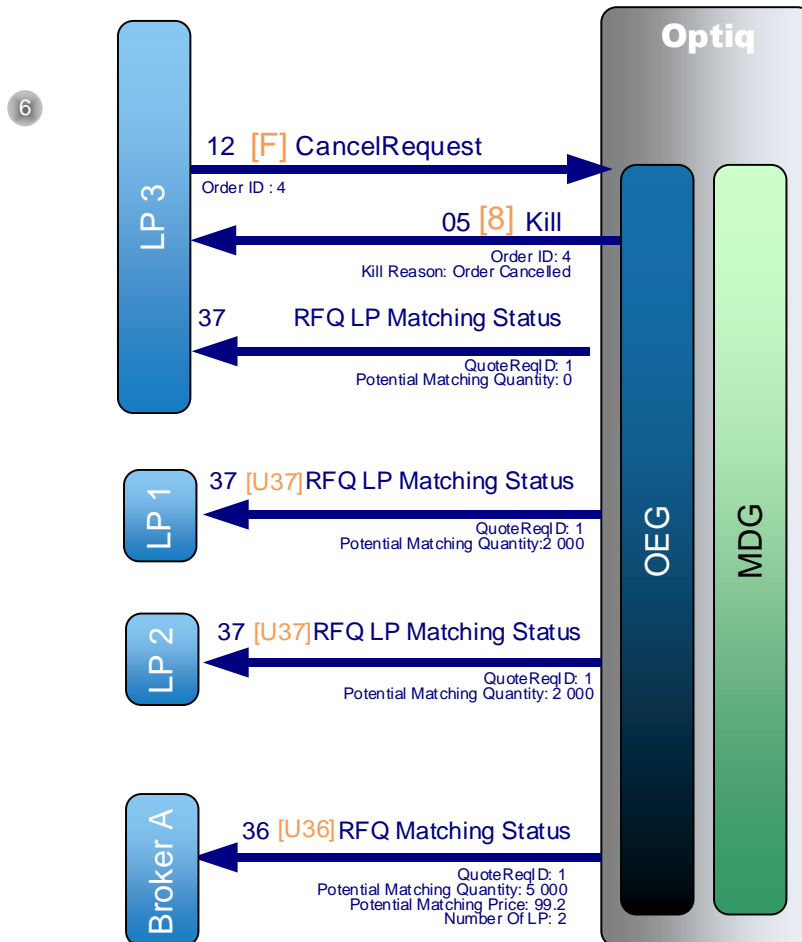 Optiq
6
LP 3
12 [F] CancelRequest
Order ID : 4
05 [8] Kill
Order ID: 4
Kill Reason: Order Cancelled
37 RFQ LP Matching Status
QuoteReqID: 1
Potential Matching Quantity: 0
LP 1
37 [U37] RFQ LP Matching Status
QuoteReqID: 1
Potential Matching Quantity:2 000
OEG
MDG
LP 2
37 [U37] RFQ LP Matching Status
QuoteReqID: 1
Potential Matching Quantity: 2 000
Broker A
36 [U36] RFQ Matching Status
QuoteReqID: 1
Potential Matching Quantity: 5 000
Potential Matching Price: 99.2
Number Of LP: 2